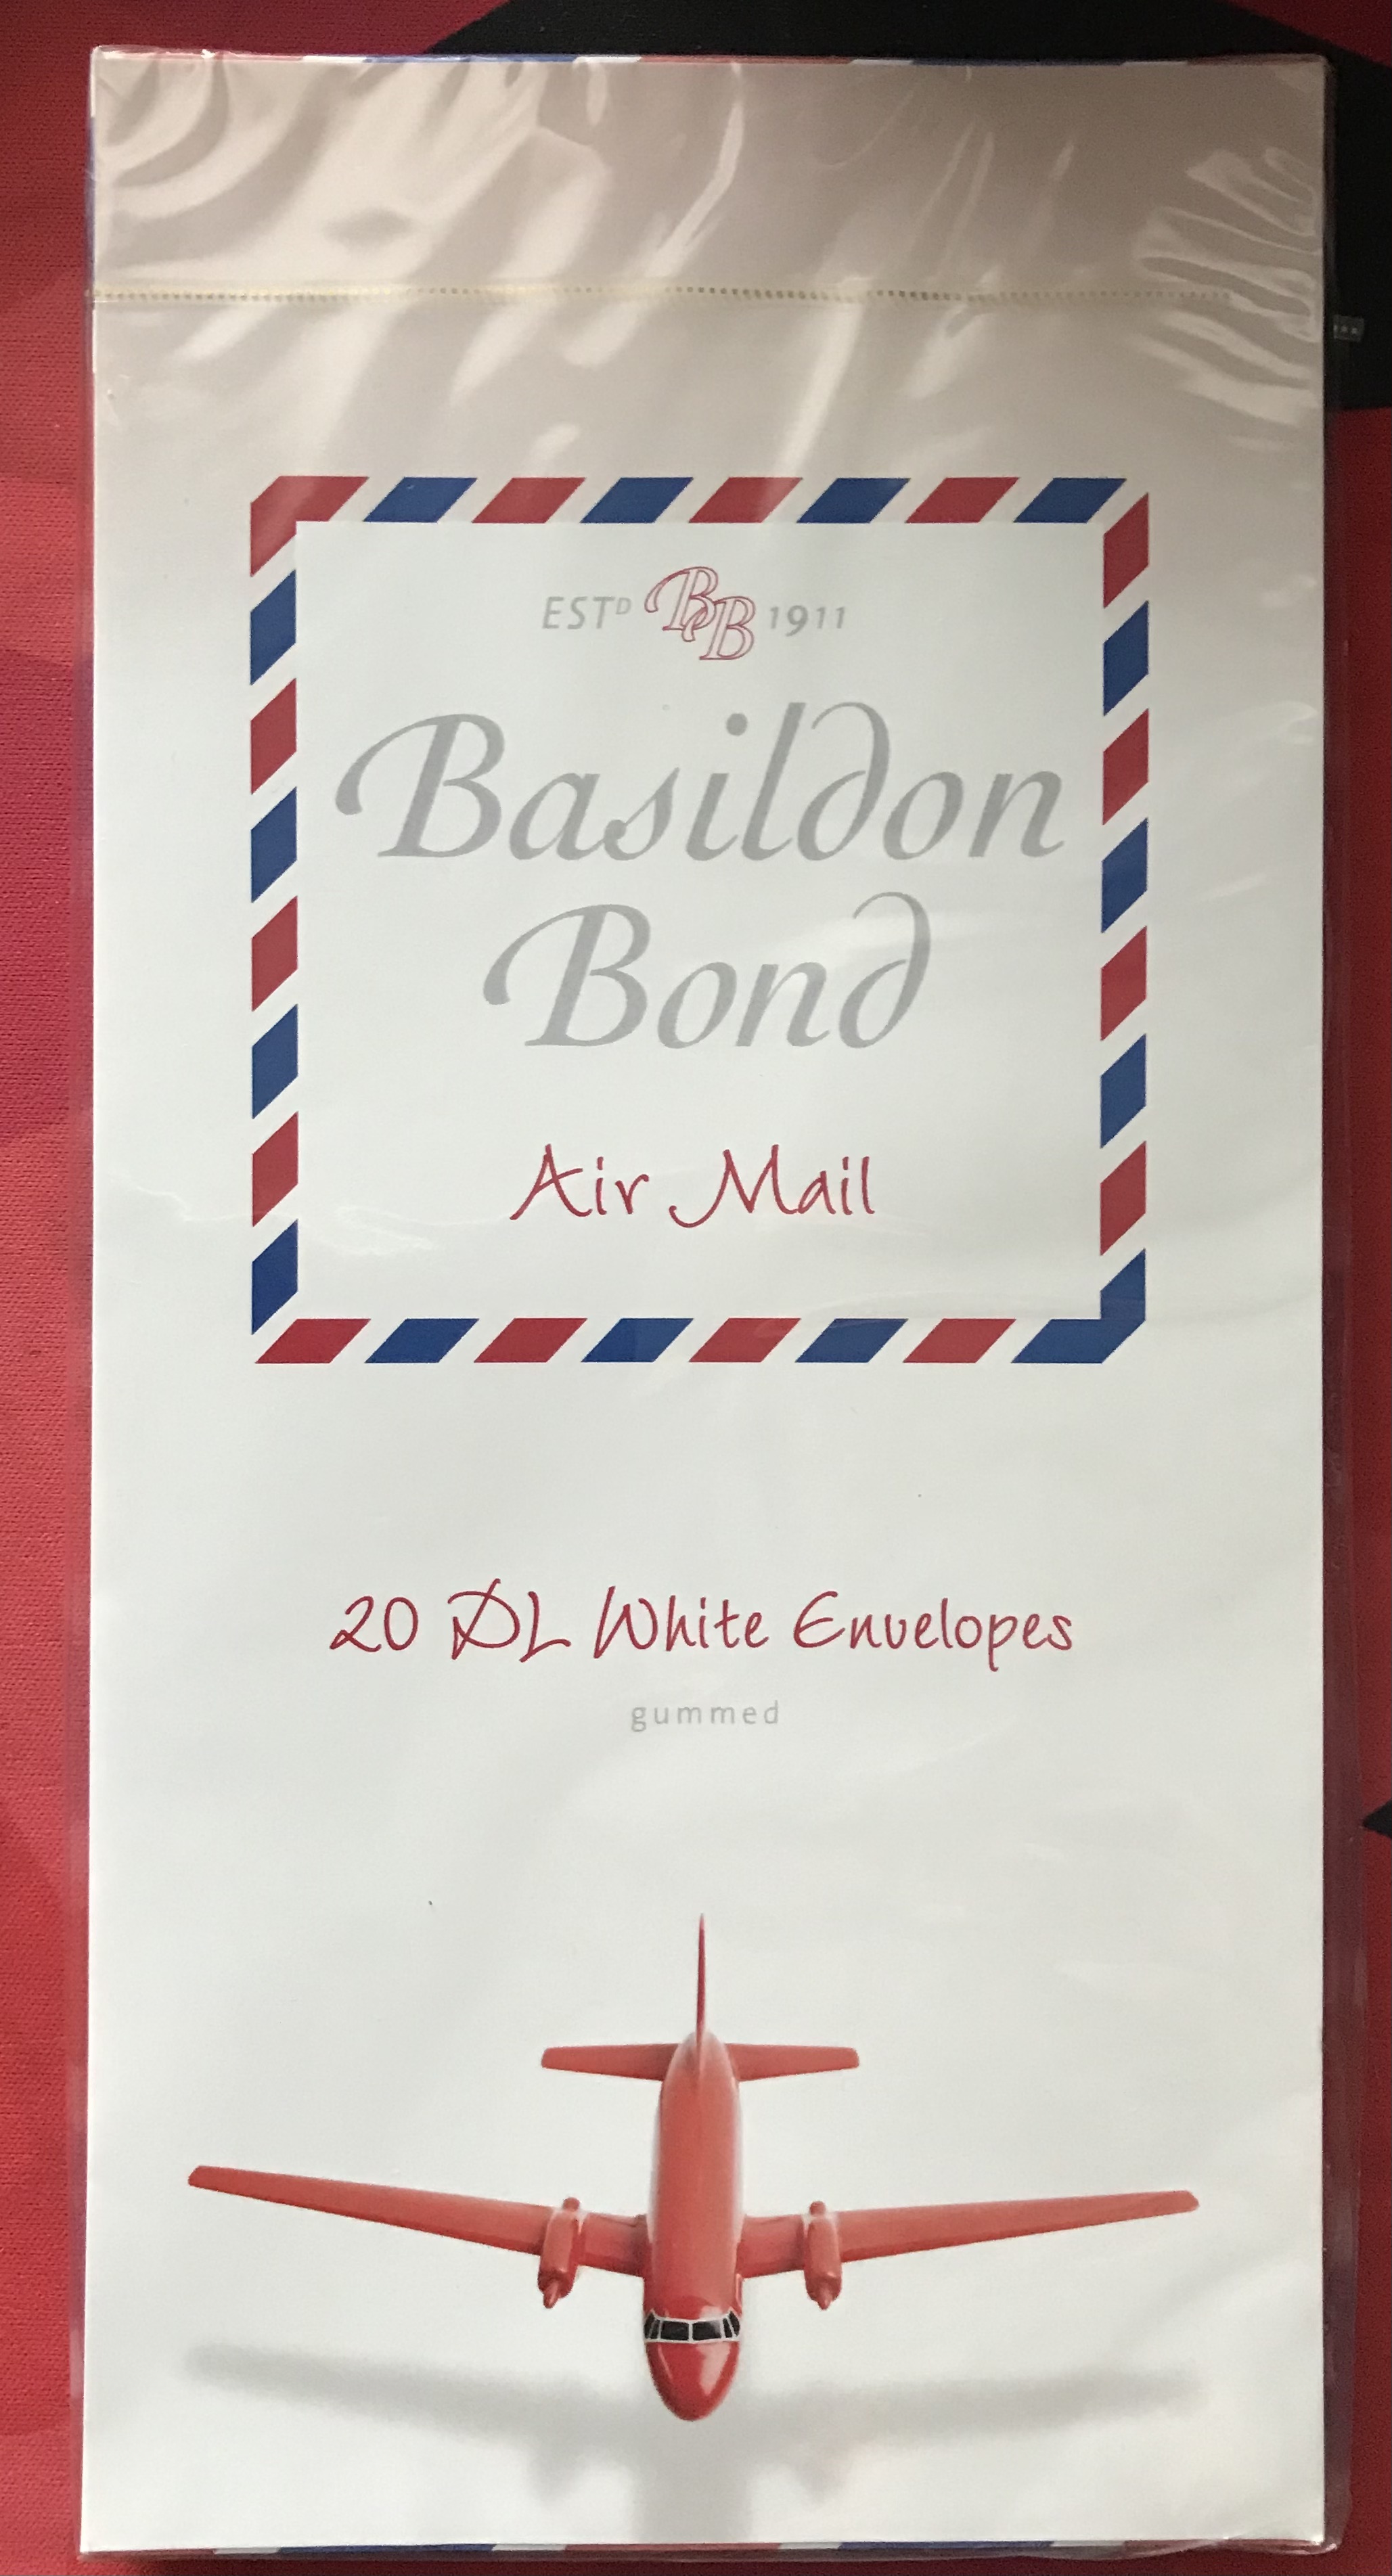 ESTᴰ BB 1911
Basildon
Bond
Air Mail
20 DL White Envelopes
gummed